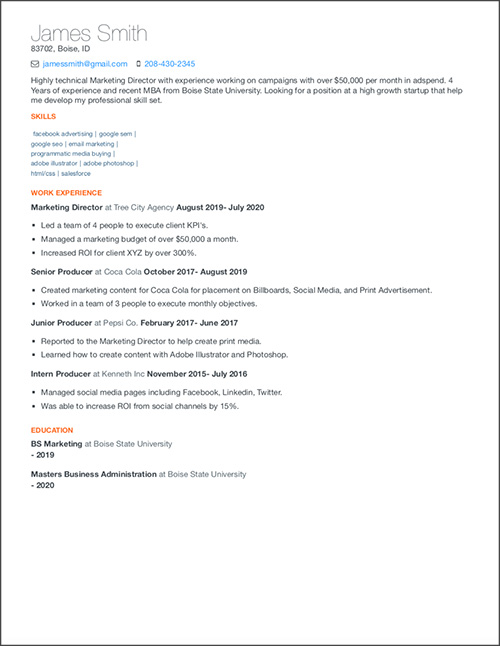 James Smith
83702, Boise, ID
jamessmith@gmail.com 208-430-2345
Highly technical Marketing Director with experience working on campaigns with over $50,000 per month in adspend. 4
Years of experience and recent MBA from Boise State University. Looking for a position at a high growth startup that help
me develop my professional skill set.
SKILLS
facebook advertising | google sem |
google seo | email marketing |
programmatic media buying |
adobe illustrator | adobe photoshop |
html/css | salesforce
WORK EXPERIENCE
Marketing Director at Tree City Agency August 2019- July 2020
• Led a team of 4 people to execute client KPI's.
• Managed a marketing budget of over $50,000 a month.
• Increased ROI for client XYZ by over 300%.
Senior Producer at Coca Cola October 2017- August 2019
• Created marketing content for Coca Cola for placement on Billboards, Social Media, and Print Advertisement.
• Worked in a team of 3 people to execute monthly objectives.
Junior Producer at Pepsi Co. February 2017- June 2017
• Reported to the Marketing Director to help create print media.
• Learned how to create content with Adobe Illustrator and Photoshop.
Intern Producer at Kenneth Inc November 2015- July 2016
• Managed social media pages including Facebook, Linkedin, Twitter.
• Was able to increase ROI from social channels by 15%.
EDUCATION
BS Marketing at Boise State University
- 2019
Masters Business Administration at Boise State University
- 2020